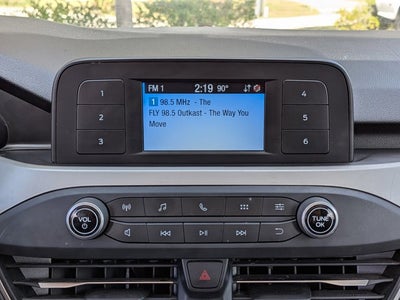 FM 1 2:19 90°
1 98.5 MHz - The
FLY 98.5 Outkast - The Way You
Move
1 4
2 5
3 6
VOL
TUNE
OK